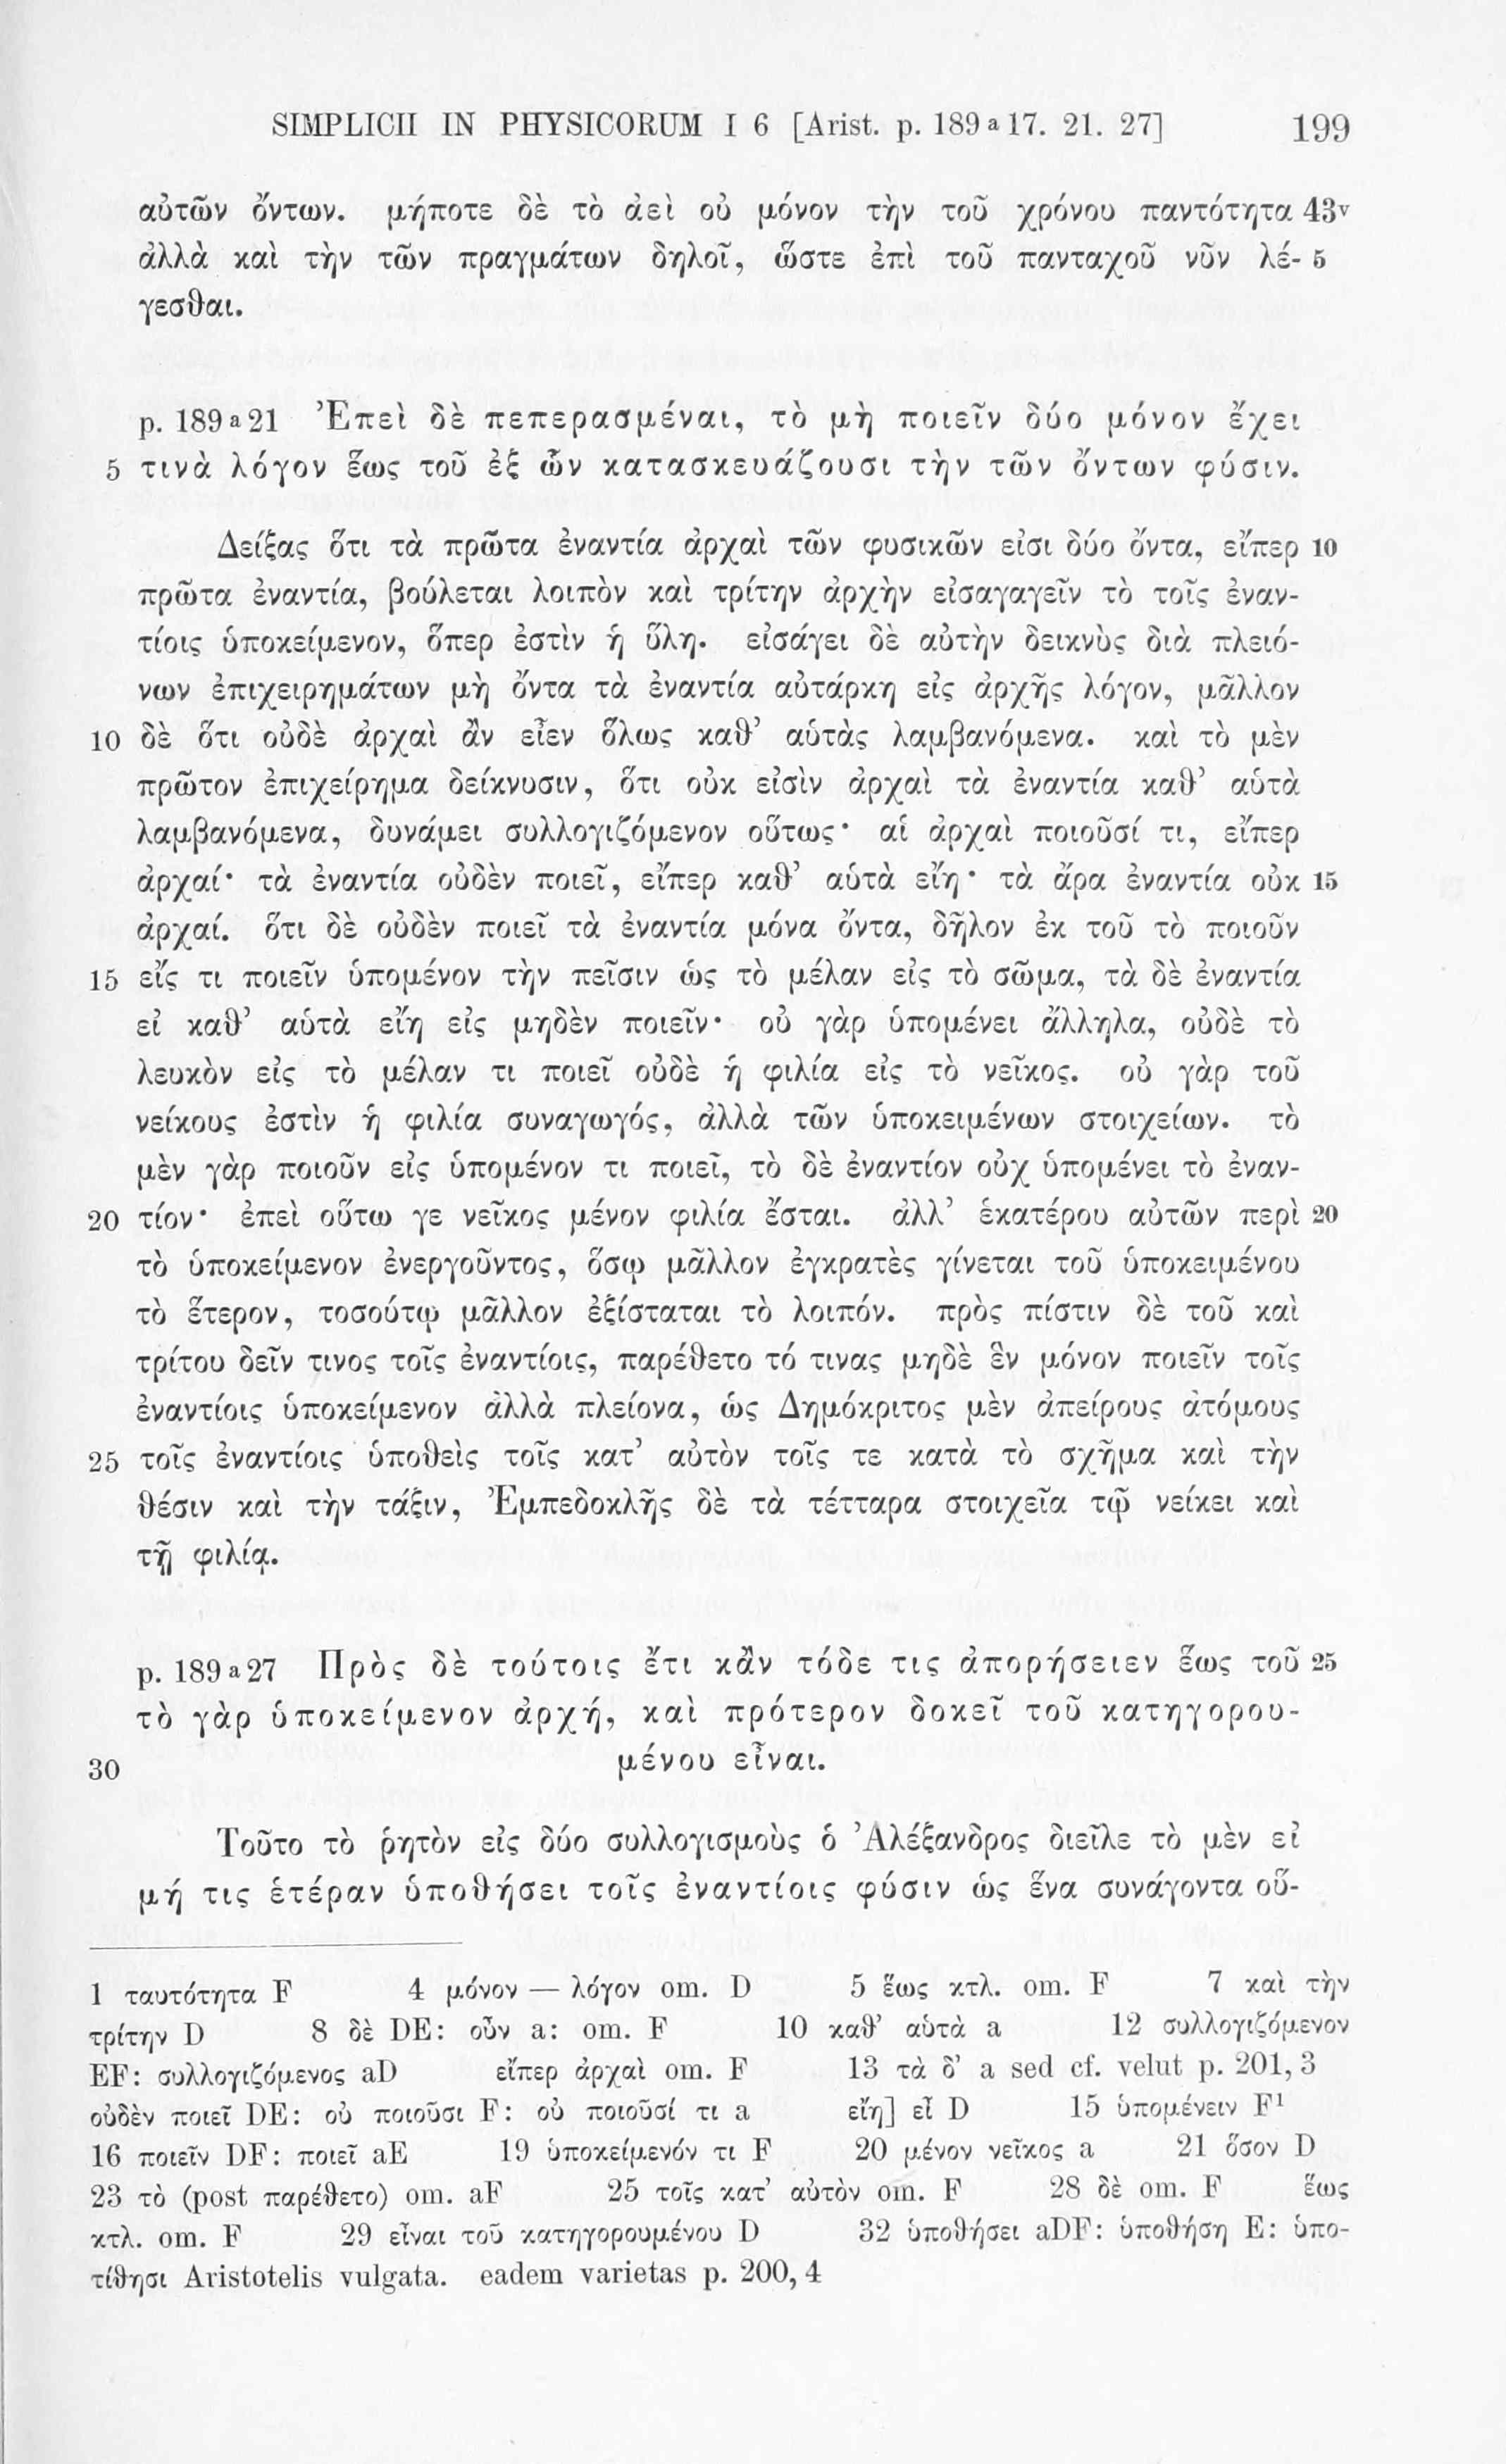 SIMPLICII IN PHYSICORUM I 6 [Arist. p. 189 a 17. 21. 27] 199
αὐτῶν ὄντων. μήποτε δὲ τὸ ἀεὶ οὐ μόνον τὴν τοῦ χρόνου παντότητα 43v
ἀλλὰ καὶ τὴν τῶν πραγμάτων δηλοῖ, ὥστε ἐπὶ τοῦ πανταχοῦ νῦν λέ- 5
γεσθαι.
p. 189 a 21 Ἐπεὶ δὲ πεπερασμέναι, τὸ μὴ ποιεῖν δύο μόνον ἔχει
5 τινὰ λόγον ἕως τοῦ ἐξ ὧν κατασκευάζουσι τὴν τῶν ὄντων φύσιν.
Δείξας ὅτι τὰ πρῶτα ἐναντία ἀρχαὶ τῶν φυσικῶν εἰσι δύο ὄντα, εἴπερ 10
πρῶτα ἐναντία, βούλεται λοιπὸν καὶ τρίτην ἀρχὴν εἰσαγαγεῖν τὸ τοῖς ἐναν-
τίοις ὑποκείμενον, ὅπερ ἐστὶν ἡ ὕλη. εἰσάγει δὲ αὐτὴν δεικνὺς διὰ πλειό-
νων ἐπιχειρημάτων μὴ ὄντα τὰ ἐναντία αὐτάρκη εἰς ἀρχῆς λόγον, μᾶλλον
10 δὲ ὅτι οὐδὲ ἀρχαὶ ἂν εἶεν ὅλως καθ’ αὑτὰς λαμβανόμενα. καὶ τὸ μὲν
πρῶτον ἐπιχείρημα δείκνυσιν, ὅτι οὐκ εἰσὶν ἀρχαὶ τὰ ἐναντία καθ’ αὑτὰ
λαμβανόμενα, δυνάμει συλλογιζόμενον οὕτως· αἱ ἀρχαὶ ποιοῦσί τι, εἴπερ
ἀρχαί· τὰ ἐναντία οὐδὲν ποιεῖ, εἴπερ καθ’ αὑτὰ εἴη· τὰ ἄρα ἐναντία οὐκ 15
ἀρχαί. ὅτι δὲ οὐδὲν ποιεῖ τὰ ἐναντία μόνα ὄντα, δῆλον ἐκ τοῦ τὸ ποιοῦν
15 εἴς τι ποιεῖν ὑπομένον τὴν πεῖσιν ὡς τὸ μέλαν εἰς τὸ σῶμα, τὰ δὲ ἐναντία
εἰ καθ’ αὑτὰ εἴη εἰς μηδὲν ποιεῖν· οὐ γὰρ ὑπομένει ἄλληλα, οὐδὲ τὸ
λευκὸν εἰς τὸ μέλαν τι ποιεῖ οὐδὲ ἡ φιλία εἰς τὸ νεῖκος. οὐ γὰρ τοῦ
νείκους ἐστὶν ἡ φιλία συναγωγός, ἀλλὰ τῶν ὑποκειμένων στοιχείων. τὸ
μὲν γὰρ ποιοῦν εἰς ὑπομένον τι ποιεῖ, τὸ δὲ ἐναντίον οὐχ ὑπομένει τὸ ἐναν-
20 τίον· ἐπεὶ οὕτω γε νεῖκος μένον φιλία ἔσται. ἀλλ’ ἑκατέρου αὐτῶν περὶ 20
τὸ ὑποκείμενον ἐνεργοῦντος, ὅσῳ μᾶλλον ἐγκρατὲς γίνεται τοῦ ὑποκειμένου
τὸ ἕτερον, τοσούτῳ μᾶλλον ἐξίσταται τὸ λοιπόν. πρὸς πίστιν δὲ τοῦ καὶ
τρίτου δεῖν τινος τοῖς ἐναντίοις, παρέθετο τό τινας μηδὲ ἓν μόνον ποιεῖν τοῖς
ἐναντίοις ὑποκείμενον ἀλλὰ πλείονα, ὡς Δημόκριτος μὲν ἀπείρους ἀτόμους
25 τοῖς ἐναντίοις ὑποθεὶς τοῖς κατ’ αὐτὸν τοῖς τε κατὰ τὸ σχῆμα καὶ τὴν
θέσιν καὶ τὴν τάξιν, Ἐμπεδοκλῆς δὲ τὰ τέτταρα στοιχεῖα τῷ νείκει καὶ
τῇ φιλίᾳ.
p. 189 a 27 Πρὸς δὲ τούτοις ἔτι κἂν τόδε τις ἀπορήσειεν ἕως τοῦ 25
τὸ γὰρ ὑποκείμενον ἀρχή, καὶ πρότερον δοκεῖ τοῦ κατηγορου-
30 μένου εἶναι.
Τοῦτο τὸ ῥητὸν εἰς δύο συλλογισμοὺς ὁ Ἀλέξανδρος διεῖλε τὸ μὲν εἰ
μή τις ἑτέραν ὑποθήσει τοῖς ἐναντίοις φύσιν ὡς ἕνα συνάγοντα οὕ-
1 ταυτότητα F 4 μόνον — λόγον om. D 5 ἕως κτλ. om. F 7 καὶ τὴν
τρίτην D 8 δὲ DE: οὖν a: om. F 10 καθ’ αὑτὰ a 12 συλλογιζόμενον
EF: συλλογιζόμενος aD εἴπερ ἀρχαὶ om. F 13 τὰ δ’ a sed cf. velut p. 201, 3
οὐδὲν ποιεῖ DE: οὐ ποιοῦσι F: οὐ ποιοῦσί τι a εἴη] εἶ D 15 ὑπομένειν F¹
16 ποιεῖν DF: ποιεῖ aE 19 ὑποκείμενόν τι F 20 μένον νεῖκος a 21 ὅσον D
23 τὸ (post παρέθετο) om. aF 25 τοῖς κατ’ αὐτὸν om. F 28 δὲ om. F ἕως
κτλ. om. F 29 εἶναι τοῦ κατηγορουμένου D 32 ὑποθήσει aDF: ὑποθήσῃ E: ὑπο-
τίθησι Aristotelis vulgata. eadem varietas p. 200, 4